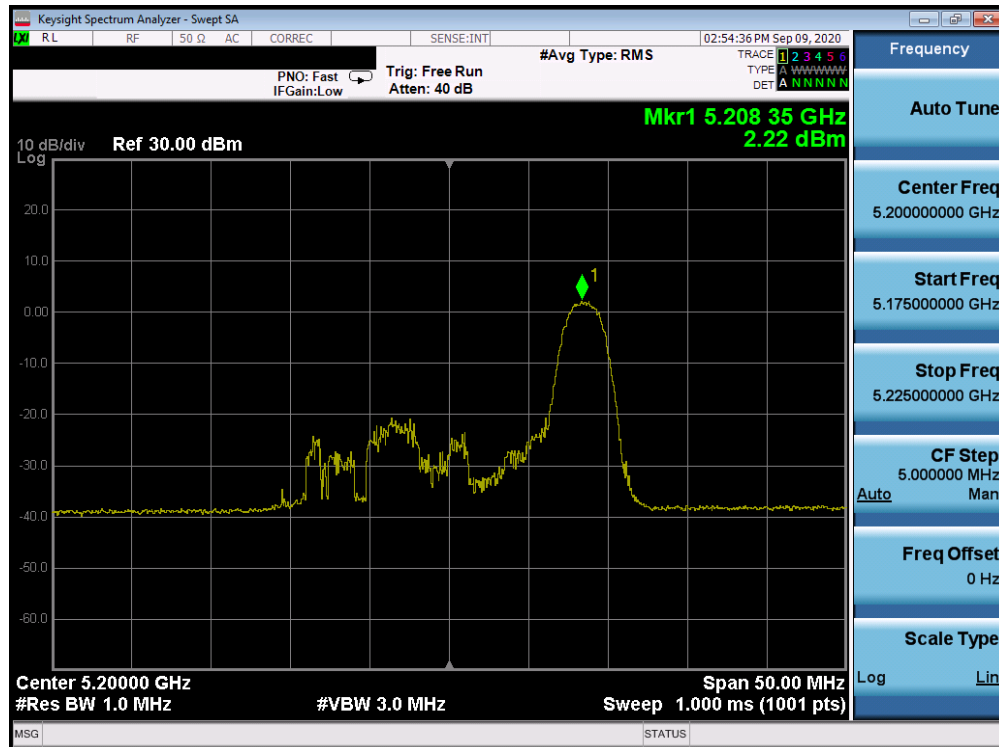 Keysight Spectrum Analyzer - Swept SA
LXI RL RF 50 Ω AC CORREC SENSE:INT 02:54:36 PM Sep 09, 2020
#Avg Type: RMS TRACE 1 2 3 4 5 6
PNO: Fast Trig: Free Run TYPE A WWWWW
IFGain:Low Atten: 40 dB DET A N N N N N
Mkr1 5.208 35 GHz
2.22 dBm
10 dB/div Ref 30.00 dBm
Log
20.0
10.0
1
0.00
-10.0
-20.0
-30.0
-40.0
-50.0
-60.0
Center 5.20000 GHz Span 50.00 MHz
#Res BW 1.0 MHz #VBW 3.0 MHz Sweep 1.000 ms (1001 pts)
MSG STATUS
Frequency
Auto Tune
Center Freq
5.200000000 GHz
Start Freq
5.175000000 GHz
Stop Freq
5.225000000 GHz
CF Step
5.000000 MHz
Auto Man
Freq Offset
0 Hz
Scale Type
Log Lin